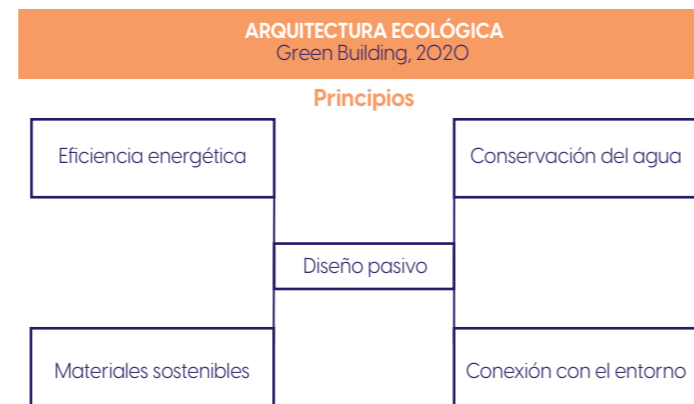 ARQUITECTURA ECOLÓGICA
Green Building, 2020
Principios
Eficiencia energética
Conservación del agua
Diseño pasivo
Materiales sostenibles
Conexión con el entorno